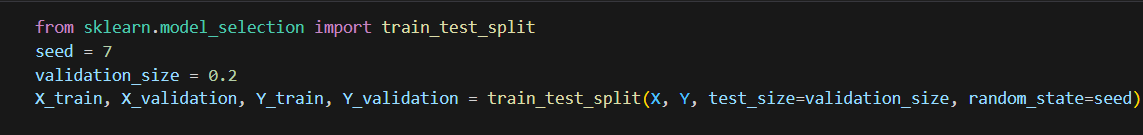 from sklearn.model_selection import train_test_split
seed = 7
validation_size = 0.2
X_train, X_validation, Y_train, Y_validation = train_test_split(X, Y, test_size=validation_size, random_state=seed)